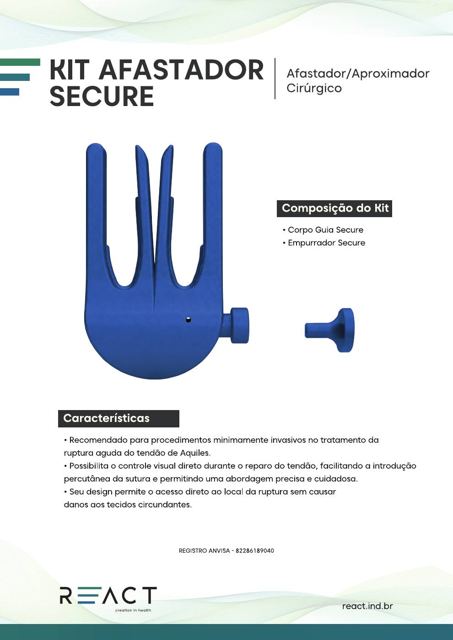 KIT AFASTADOR
SECURE
Afastador/Aproximador
Cirúrgico
Composição do Kit
• Corpo Guia Secure
• Empurrador Secure
Características
• Recomendado para procedimentos minimamente invasivos no tratamento da
ruptura aguda do tendão de Aquiles.
• Possibilita o controle visual direto durante o reparo do tendão, facilitando a introdução
percutânea da sutura e permitindo uma abordagem precisa e cuidadosa.
• Seu design permite o acesso direto ao local da ruptura sem causar
danos aos tecidos circundantes.
REGISTRO ANVISA - 82286189040
REACT
creation in health
react.ind.br